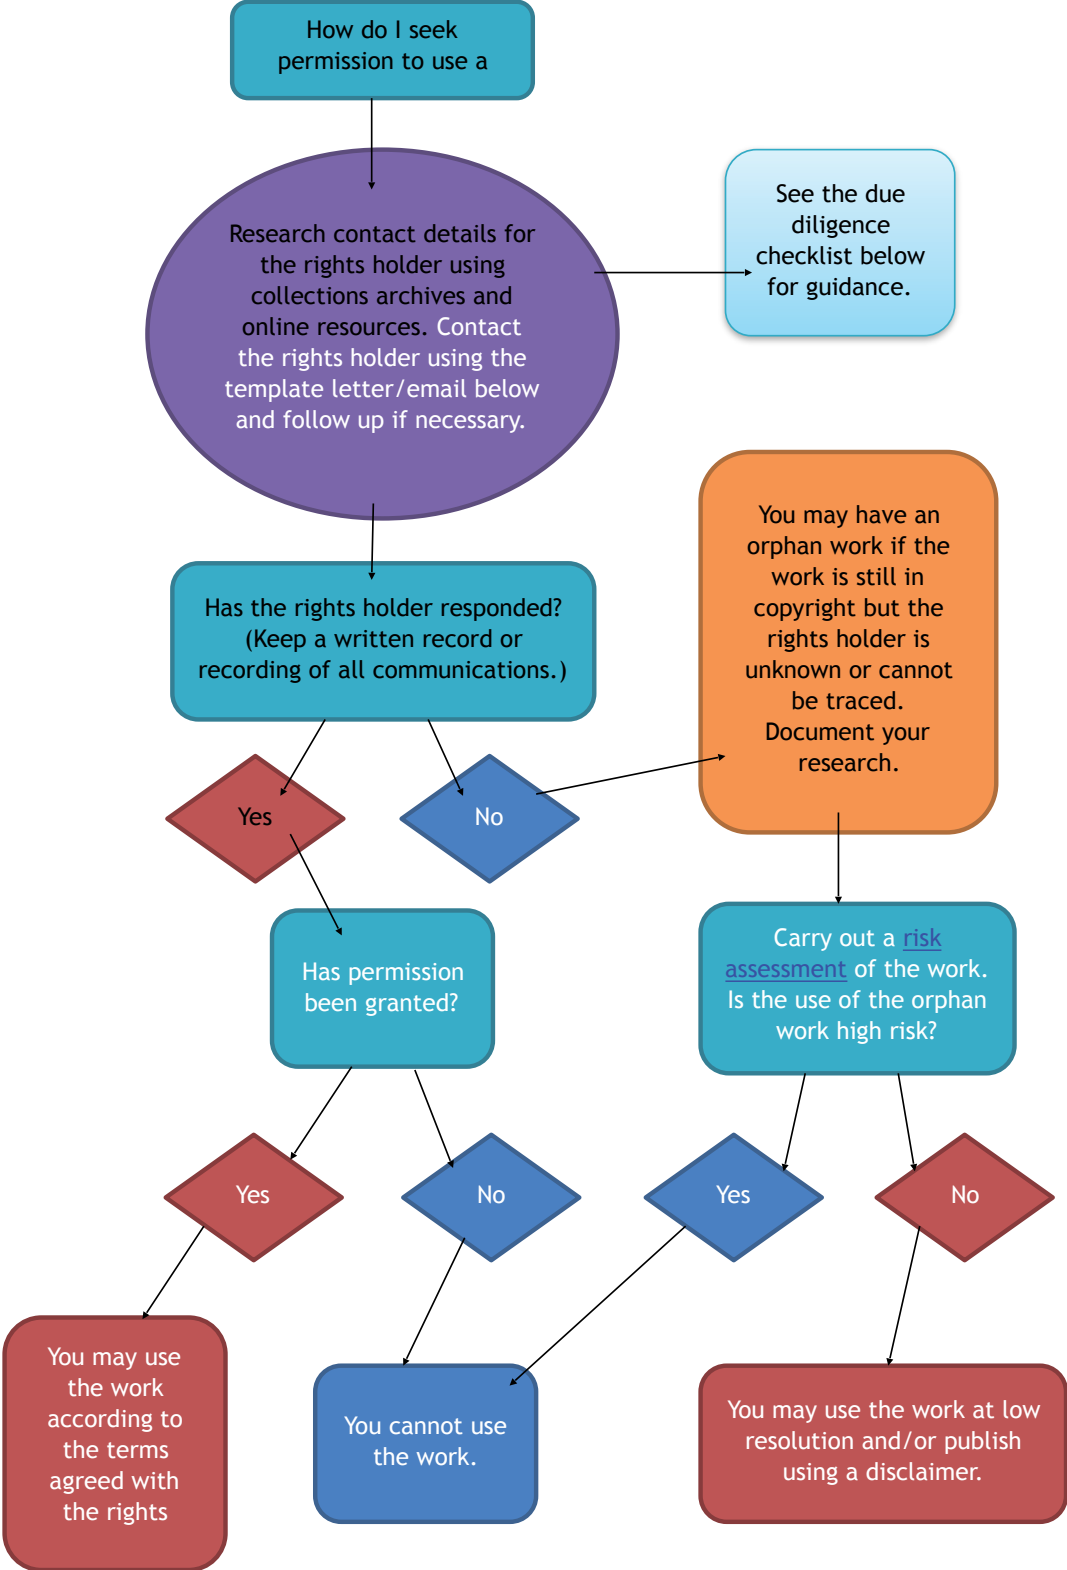 How do I seek
permission to use a
Research contact details for
the rights holder using
collections archives and
online resources. Contact
the rights holder using the
template letter/email below
and follow up if necessary.
See the due
diligence
checklist below
for guidance.
Has the rights holder responded?
(Keep a written record or
recording of all communications.)
You may have an
orphan work if the
work is still in
copyright but the
rights holder is
unknown or cannot
be traced.
Document your
research.
Yes
No
Has permission
been granted?
Carry out a risk
assessment of the work.
Is the use of the orphan
work high risk?
Yes
No
Yes
No
You may use
the work
according to
the terms
agreed with
the rights
You cannot use
the work.
You may use the work at low
resolution and/or publish
using a disclaimer.